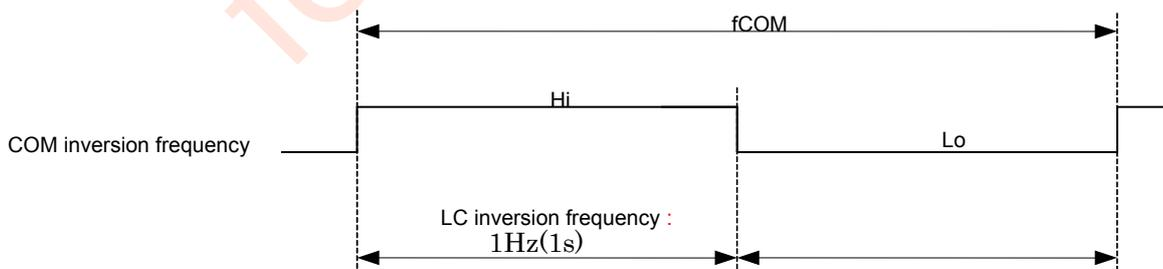 fCOM
Hi
COM inversion frequency
Lo
LC inversion frequency :
1Hz(1s)